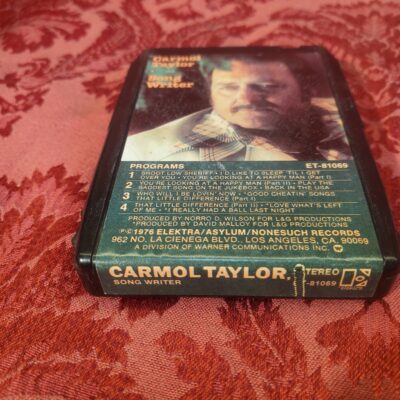 Carmol
Taylor
Song
Writer
PROGRAMS ET-81069
1 SHOOT LOW SHERIFF • I'D LIKE TO SLEEP 'TIL I GET
OVER YOU • YOU'RE LOOKING AT A HAPPY MAN (Part I)
2 YOU'RE LOOKING AT A HAPPY MAN (Part II) • PLAY THE
SADDEST SONG ON THE JUKEBOX • BACK IN THE USA
3 WHO WILL I BE LOVIN' NOW • *GOOD CHEATIN' SONGS
THAT LITTLE DIFFERENCE (Part I)
4 THAT LITTLE DIFFERENCE (Part II) • *LOVE WHAT'S LEFT
OF ME • *I REALLY HAD A BALL LAST NIGHT
PRODUCED BY NORRO D. WILSON FOR L&G PRODUCTIONS
*PRODUCED BY DAVID MALLOY FOR L&G PRODUCTIONS
©℗1976 ELEKTRA/ASYLUM/NONESUCH RECORDS
962 NO. LA CIENEGA BLVD., LOS ANGELES, CA. 90069
A DIVISION OF WARNER COMMUNICATIONS INC.
CARMOL TAYLOR, STEREO
SONG WRITER -81069